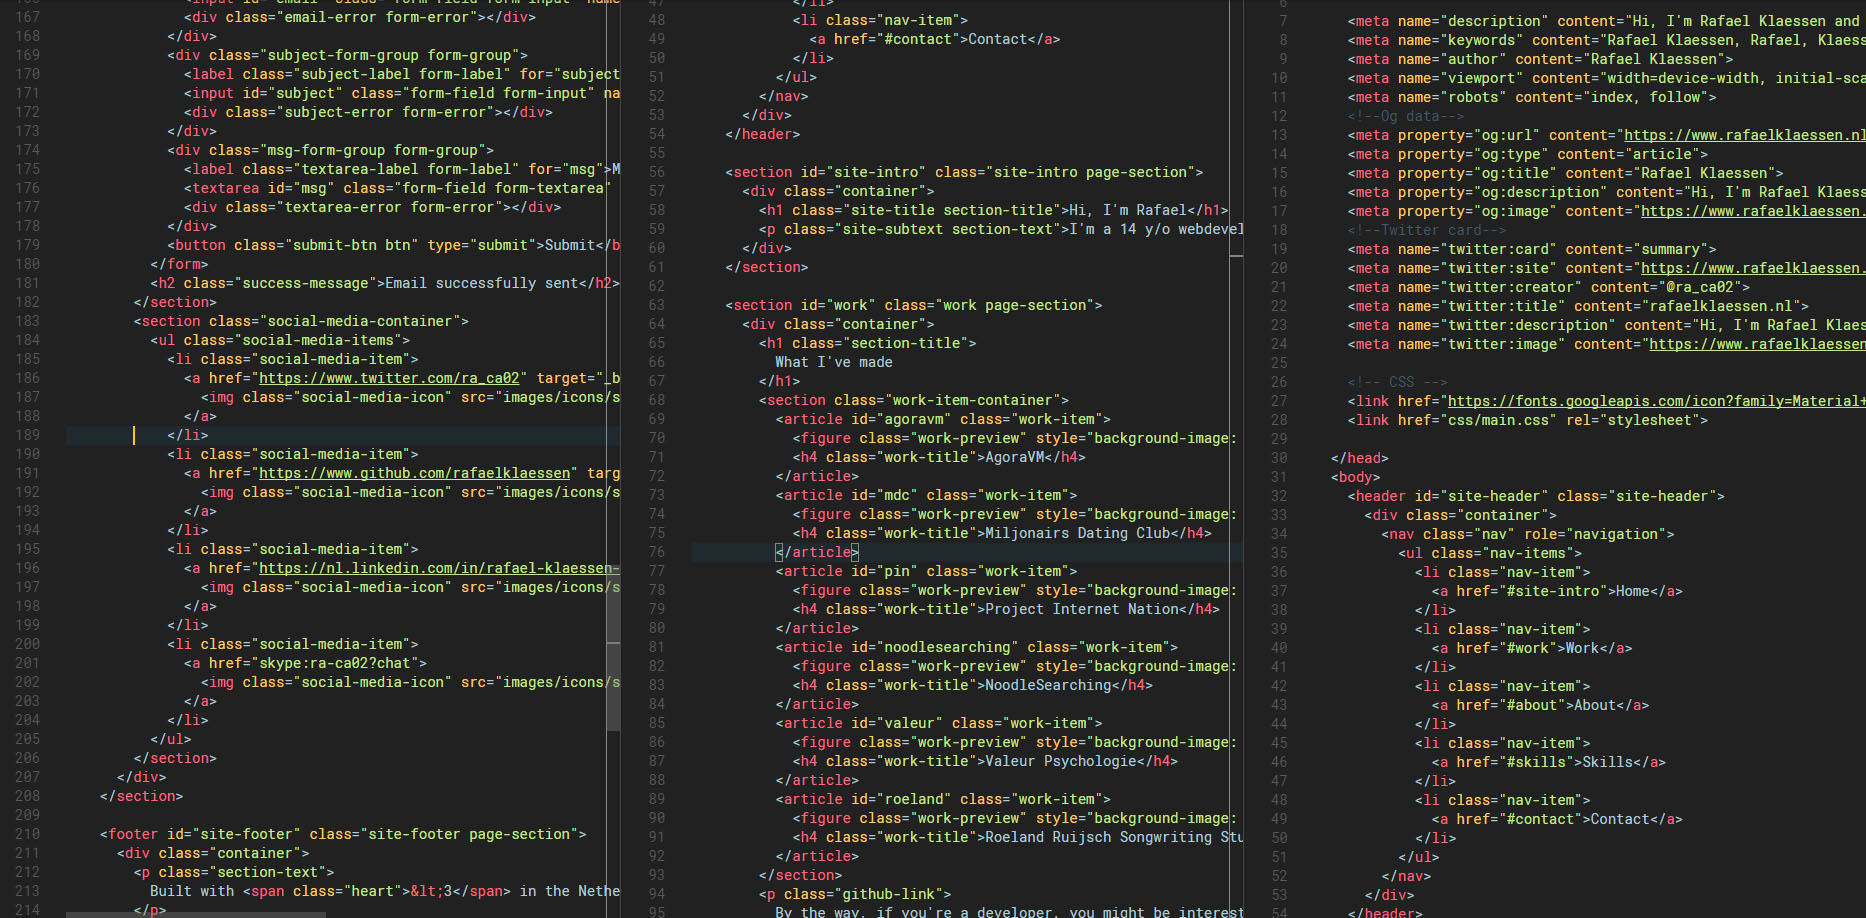 166 <input id="email" class="form-field form-input" name
167 <div class="email-error form-error"></div>
168 </div>
169 <div class="subject-form-group form-group">
170 <label class="subject-label form-label" for="subject
171 <input id="subject" class="form-field form-input" na
172 <div class="subject-error form-error"></div>
173 </div>
174 <div class="msg-form-group form-group">
175 <label class="textarea-label form-label" for="msg">M
176 <textarea id="msg" class="form-field form-textarea"
177 <div class="textarea-error form-error"></div>
178 </div>
179 <button class="submit-btn btn" type="submit">Submit</b
180 </form>
181 <h2 class="success-message">Email successfully sent</h2>
182 </section>
183 <section class="social-media-container">
184 <ul class="social-media-items">
185 <li class="social-media-item">
186 <a href="https://www.twitter.com/ra_ca02" target="_b
187 <img class="social-media-icon" src="images/icons/s
188 </a>
189 </li>
190 <li class="social-media-item">
191 <a href="https://www.github.com/rafaelklaessen" targ
192 <img class="social-media-icon" src="images/icons/s
193 </a>
194 </li>
195 <li class="social-media-item">
196 <a href="https://nl.linkedin.com/in/rafael-klaessen-
197 <img class="social-media-icon" src="images/icons/s
198 </a>
199 </li>
200 <li class="social-media-item">
201 <a href="skype:ra-ca02?chat">
202 <img class="social-media-icon" src="images/icons/s
203 </a>
204 </li>
205 </ul>
206 </section>
207 </div>
208 </section>
209
210 <footer id="site-footer" class="site-footer page-section">
211 <div class="container">
212 <p class="section-text">
213 Built with <span class="heart">&lt;3</span> in the Nethe
214 </p>
47 </li>
48 <li class="nav-item">
49 <a href="#contact">Contact</a>
50 </li>
51 </ul>
52 </nav>
53 </div>
54 </header>
55
56 <section id="site-intro" class="site-intro page-section">
57 <div class="container">
58 <h1 class="site-title section-title">Hi, I'm Rafael</h1>
59 <p class="site-subtext section-text">I'm a 14 y/o webdevel
60 </div>
61 </section>
62
63 <section id="work" class="work page-section">
64 <div class="container">
65 <h1 class="section-title">
66 What I've made
67 </h1>
68 <section class="work-item-container">
69 <article id="agoravm" class="work-item">
70 <figure class="work-preview" style="background-image:
71 <h4 class="work-title">AgoraVM</h4>
72 </article>
73 <article id="mdc" class="work-item">
74 <figure class="work-preview" style="background-image:
75 <h4 class="work-title">Miljonairs Dating Club</h4>
76 </article>
77 <article id="pin" class="work-item">
78 <figure class="work-preview" style="background-image:
79 <h4 class="work-title">Project Internet Nation</h4>
80 </article>
81 <article id="noodlesearching" class="work-item">
82 <figure class="work-preview" style="background-image:
83 <h4 class="work-title">NoodleSearching</h4>
84 </article>
85 <article id="valeur" class="work-item">
86 <figure class="work-preview" style="background-image:
87 <h4 class="work-title">Valeur Psychologie</h4>
88 </article>
89 <article id="roeland" class="work-item">
90 <figure class="work-preview" style="background-image:
91 <h4 class="work-title">Roeland Ruijsch Songwriting Stu
92 </article>
93 </section>
94 <p class="github-link">
95 By the way, if you're a developer, you might be interest
6
7 <meta name="description" content="Hi, I'm Rafael Klaessen and
8 <meta name="keywords" content="Rafael Klaessen, Rafael, Klaess
9 <meta name="author" content="Rafael Klaessen">
10 <meta name="viewport" content="width=device-width, initial-sca
11 <meta name="robots" content="index, follow">
12 <!--Og data-->
13 <meta property="og:url" content="https://www.rafaelklaessen.nl
14 <meta property="og:type" content="article">
15 <meta property="og:title" content="Rafael Klaessen">
16 <meta property="og:description" content="Hi, I'm Rafael Klaess
17 <meta property="og:image" content="https://www.rafaelklaessen.
18 <!--Twitter card-->
19 <meta name="twitter:card" content="summary">
20 <meta name="twitter:site" content="https://www.rafaelklaessen.
21 <meta name="twitter:creator" content="@ra_ca02">
22 <meta name="twitter:title" content="rafaelklaessen.nl">
23 <meta name="twitter:description" content="Hi, I'm Rafael Klaes
24 <meta name="twitter:image" content="https://www.rafaelklaessen
25
26 <!-- CSS -->
27 <link href="https://fonts.googleapis.com/icon?family=Material+
28 <link href="css/main.css" rel="stylesheet">
29
30 </head>
31 <body>
32 <header id="site-header" class="site-header">
33 <div class="container">
34 <nav class="nav" role="navigation">
35 <ul class="nav-items">
36 <li class="nav-item">
37 <a href="#site-intro">Home</a>
38 </li>
39 <li class="nav-item">
40 <a href="#work">Work</a>
41 </li>
42 <li class="nav-item">
43 <a href="#about">About</a>
44 </li>
45 <li class="nav-item">
46 <a href="#skills">Skills</a>
47 </li>
48 <li class="nav-item">
49 <a href="#contact">Contact</a>
50 </li>
51 </ul>
52 </nav>
53 </div>
54 </header>